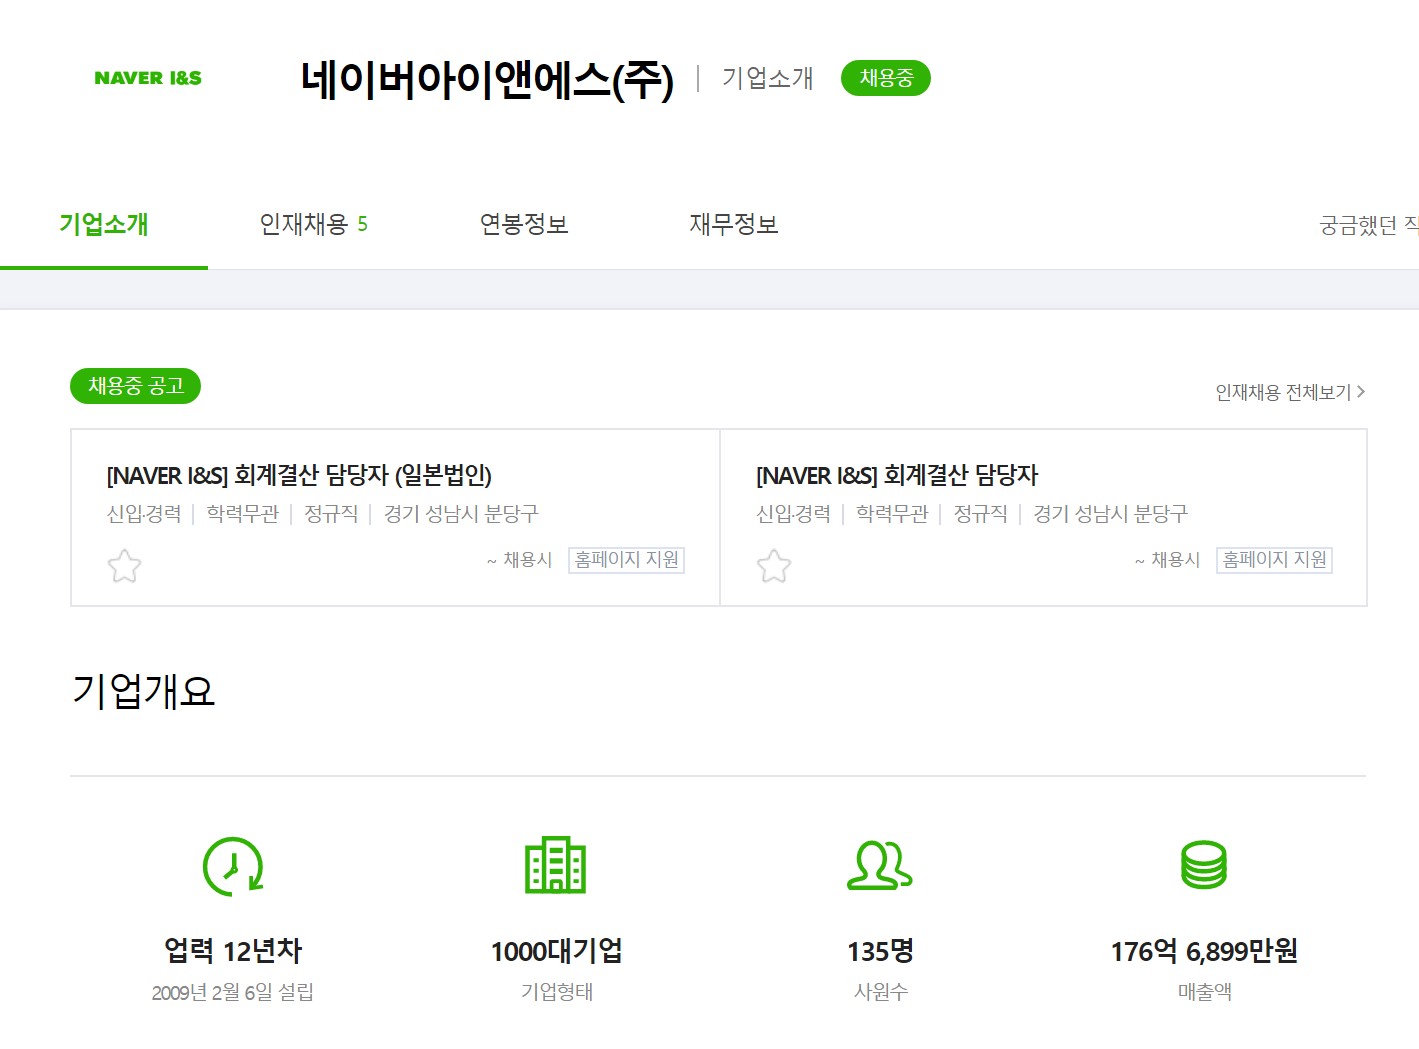 NAVER I&S
네이버아이앤에스(주) 기업소개 채용중
기업소개 인재채용 5 연봉정보 재무정보 궁금했던
채용중 공고
인재채용 전체보기 >
[NAVER I&S] 회계결산 담당자 (일본법인)
신입·경력 | 학력무관 | 정규직 | 경기 성남시 분당구
~ 채용시 홈페이지 지원
[NAVER I&S] 회계결산 담당자
신입·경력 | 학력무관 | 정규직 | 경기 성남시 분당구
~ 채용시 홈페이지 지원
기업개요
업력 12년차
2009년 2월 6일 설립
1000대기업
기업형태
135명
사원수
176억 6,899만원
매출액